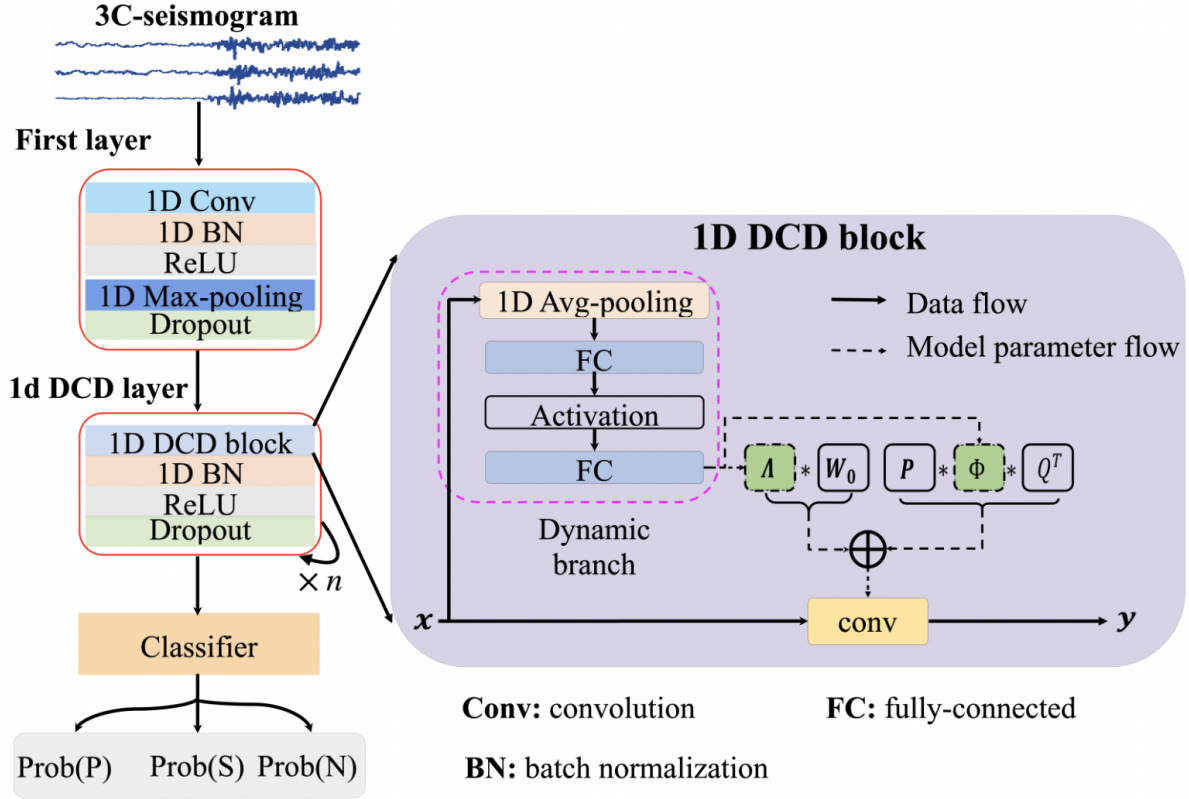 3C-seismogram
First layer
1D Conv
1D BN
ReLU
1D Max-pooling
Dropout
1d DCD layer
1D DCD block
1D BN
ReLU
Dropout
× n
Classifier
Prob(P) Prob(S) Prob(N)
1D DCD block
1D Avg-pooling
FC
Activation
FC
Dynamic
branch
Data flow
Model parameter flow
Λ * W₀ P * Φ * Qᵀ
x conv y
Conv: convolution FC: fully-connected
BN: batch normalization